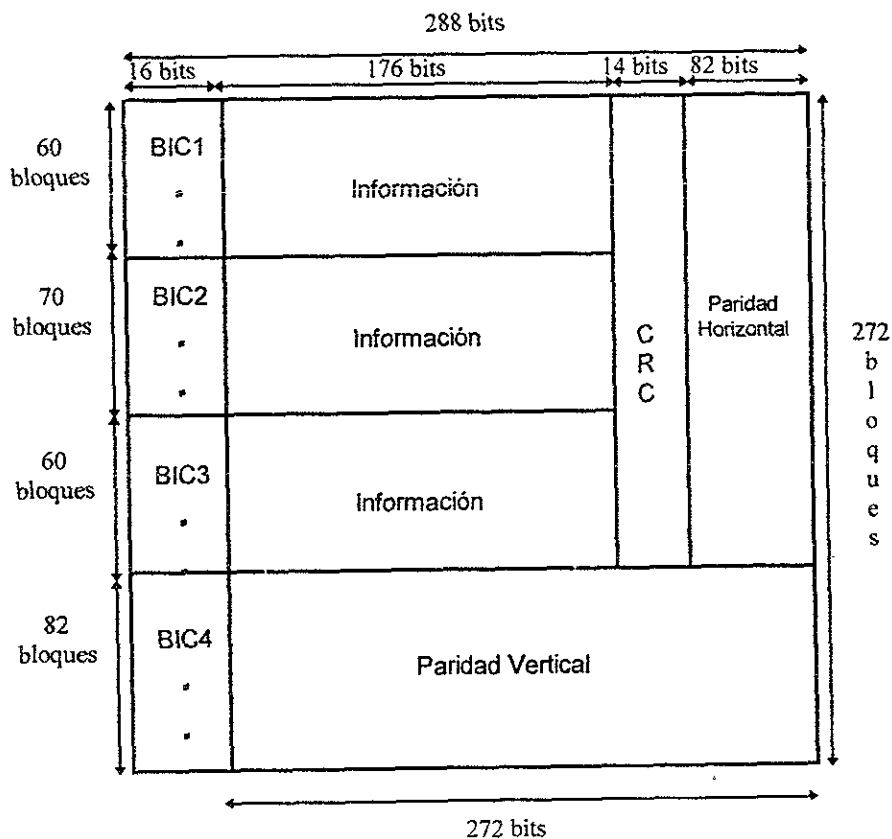 288 bits
16 bits 176 bits 14 bits 82 bits
60
bloques
BIC1
Información
70
bloques
BIC2
Información
C
R
C
Paridad
Horizontal
272
b
l
o
q
u
e
s
60
bloques
BIC3
Información
82
bloques
BIC4
Paridad Vertical
272 bits